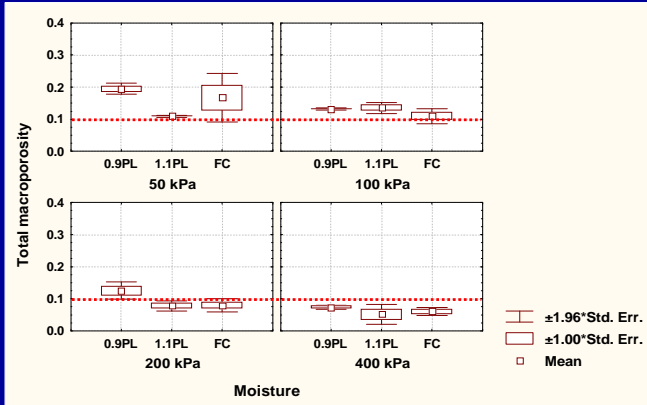 Total macroporosity
0.4
0.3
0.2
0.1
0.0
0.9PL 1.1PL FC
50 kPa
0.9PL 1.1PL FC
100 kPa
0.4
0.3
0.2
0.1
0.0
0.9PL 1.1PL FC
200 kPa
0.9PL 1.1PL FC
400 kPa
Moisture
±1.96*Std. Err.
±1.00*Std. Err.
Mean